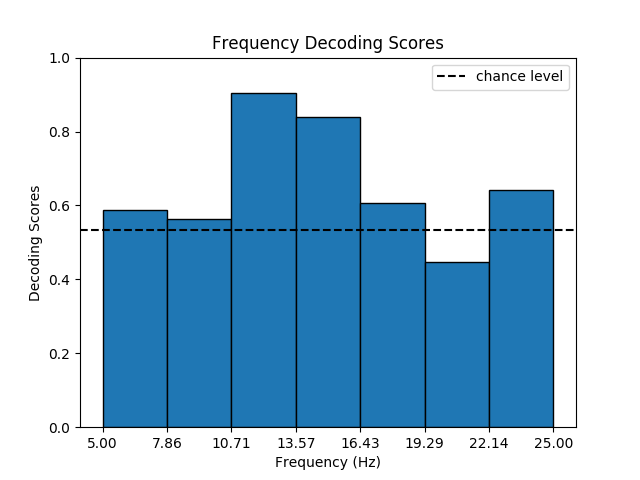 Frequency Decoding Scores
chance level
Decoding Scores
1.0
0.8
0.6
0.4
0.2
0.0
5.00 7.86 10.71 13.57 16.43 19.29 22.14 25.00
Frequency (Hz)